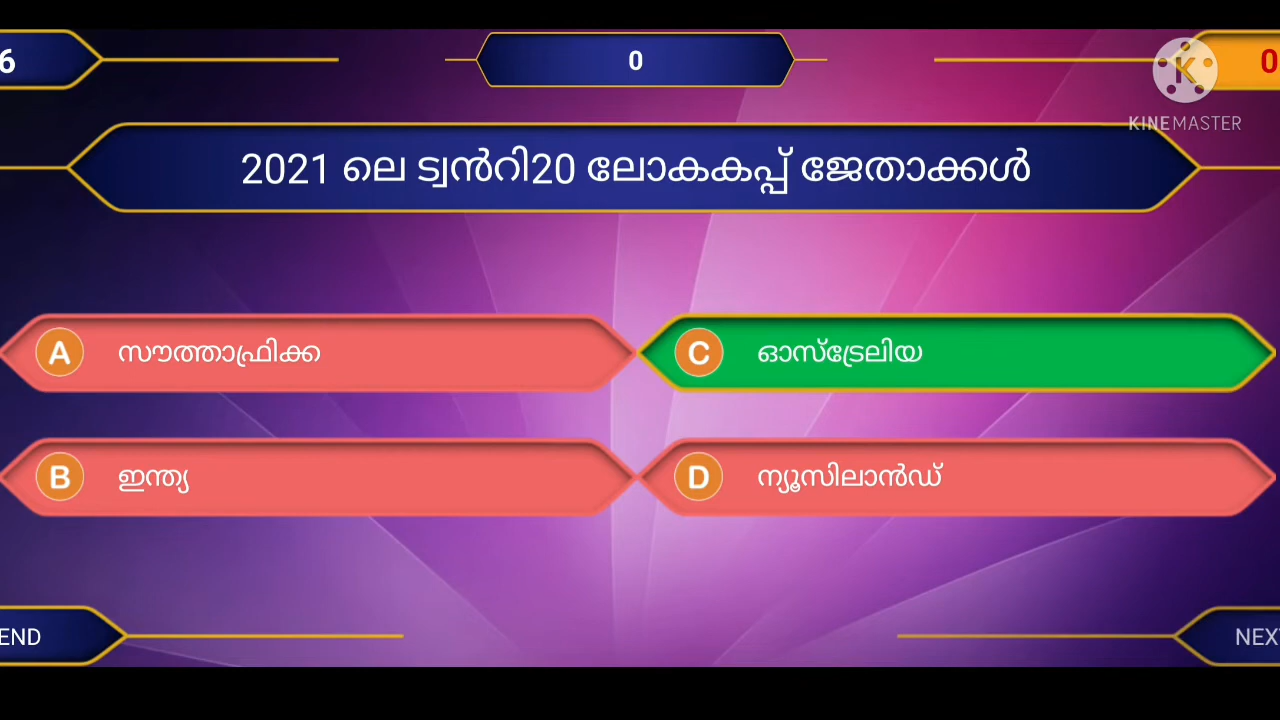 6
0
0
KINEMASTER
2021 ലെ ട്വൻറി20 ലോകകപ്പ് ജേതാക്കൾ
A സൗത്താഫ്രിക്ക
C ഓസ്ട്രേലിയ
B ഇന്ത്യ
D ന്യൂസിലാൻഡ്
END
NEXT